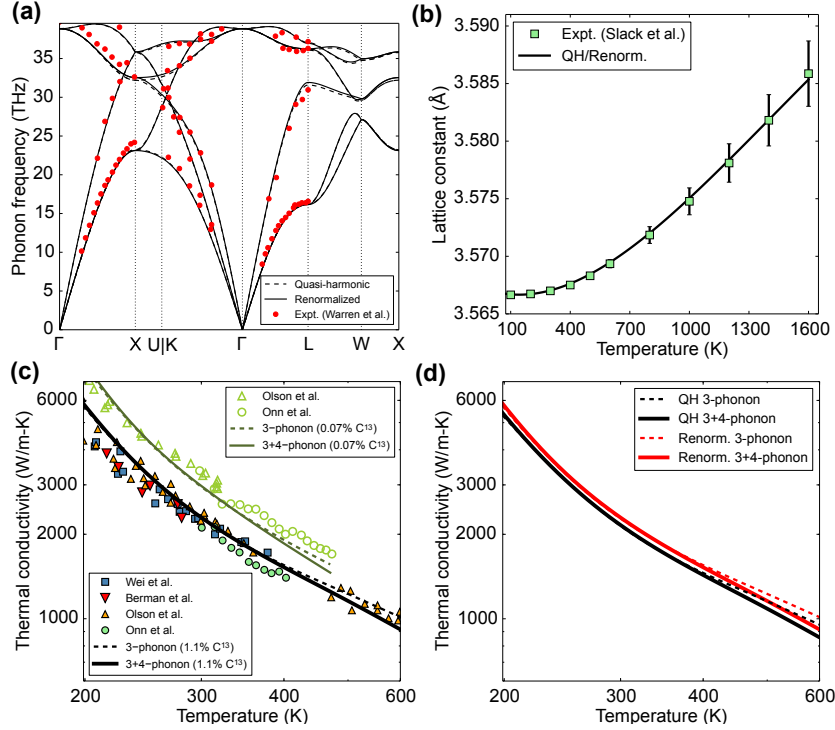 (a)
Phonon frequency (THz)
35
30
25
20
15
10
5
0
Quasi-harmonic
Renormalized
Expt. (Warren et al.)
Γ X U|K Γ L W X
(b)
Lattice constant (Å)
3.590
3.585
3.580
3.575
3.570
3.565
Expt. (Slack et al.)
QH/Renorm.
100 400 700 1000 1300 1600
Temperature (K)
(c)
Thermal conductivity (W/m-K)
6000
3000
2000
1000
Olson et al.
Onn et al.
3−phonon (0.07% C¹³)
3+4−phonon (0.07% C¹³)
Wei et al.
Berman et al.
Olson et al.
Onn et al.
3−phonon (1.1% C¹³)
3+4−phonon (1.1% C¹³)
200 300 400 600
Temperature (K)
(d)
Thermal conductivity (W/m-K)
6000
3000
2000
1000
QH 3-phonon
QH 3+4-phonon
Renorm. 3-phonon
Renorm. 3+4-phonon
200 300 400 600
Temperature (K)